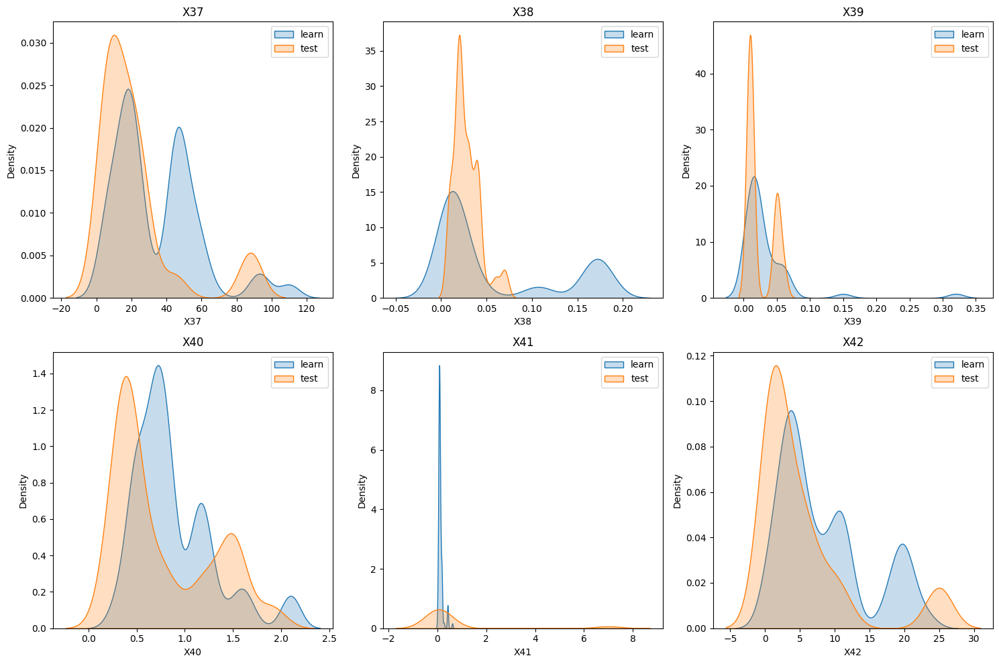 X37
learn
test
0.030
0.025
0.020
0.015
0.010
0.005
0.000
Density
−20 0 20 40 60 80 100 120
X37
X38
learn
test
35
30
25
20
15
10
5
0
Density
−0.05 0.00 0.05 0.10 0.15 0.20
X38
X39
learn
test
40
30
20
10
0
Density
0.00 0.05 0.10 0.15 0.20 0.25 0.30 0.35
X39
X40
learn
test
1.4
1.2
1.0
0.8
0.6
0.4
0.2
0.0
Density
0.0 0.5 1.0 1.5 2.0 2.5
X40
X41
learn
test
8
6
4
2
0
Density
−2 0 2 4 6 8
X41
X42
learn
test
0.12
0.10
0.08
0.06
0.04
0.02
0.00
Density
−5 0 5 10 15 20 25 30
X42